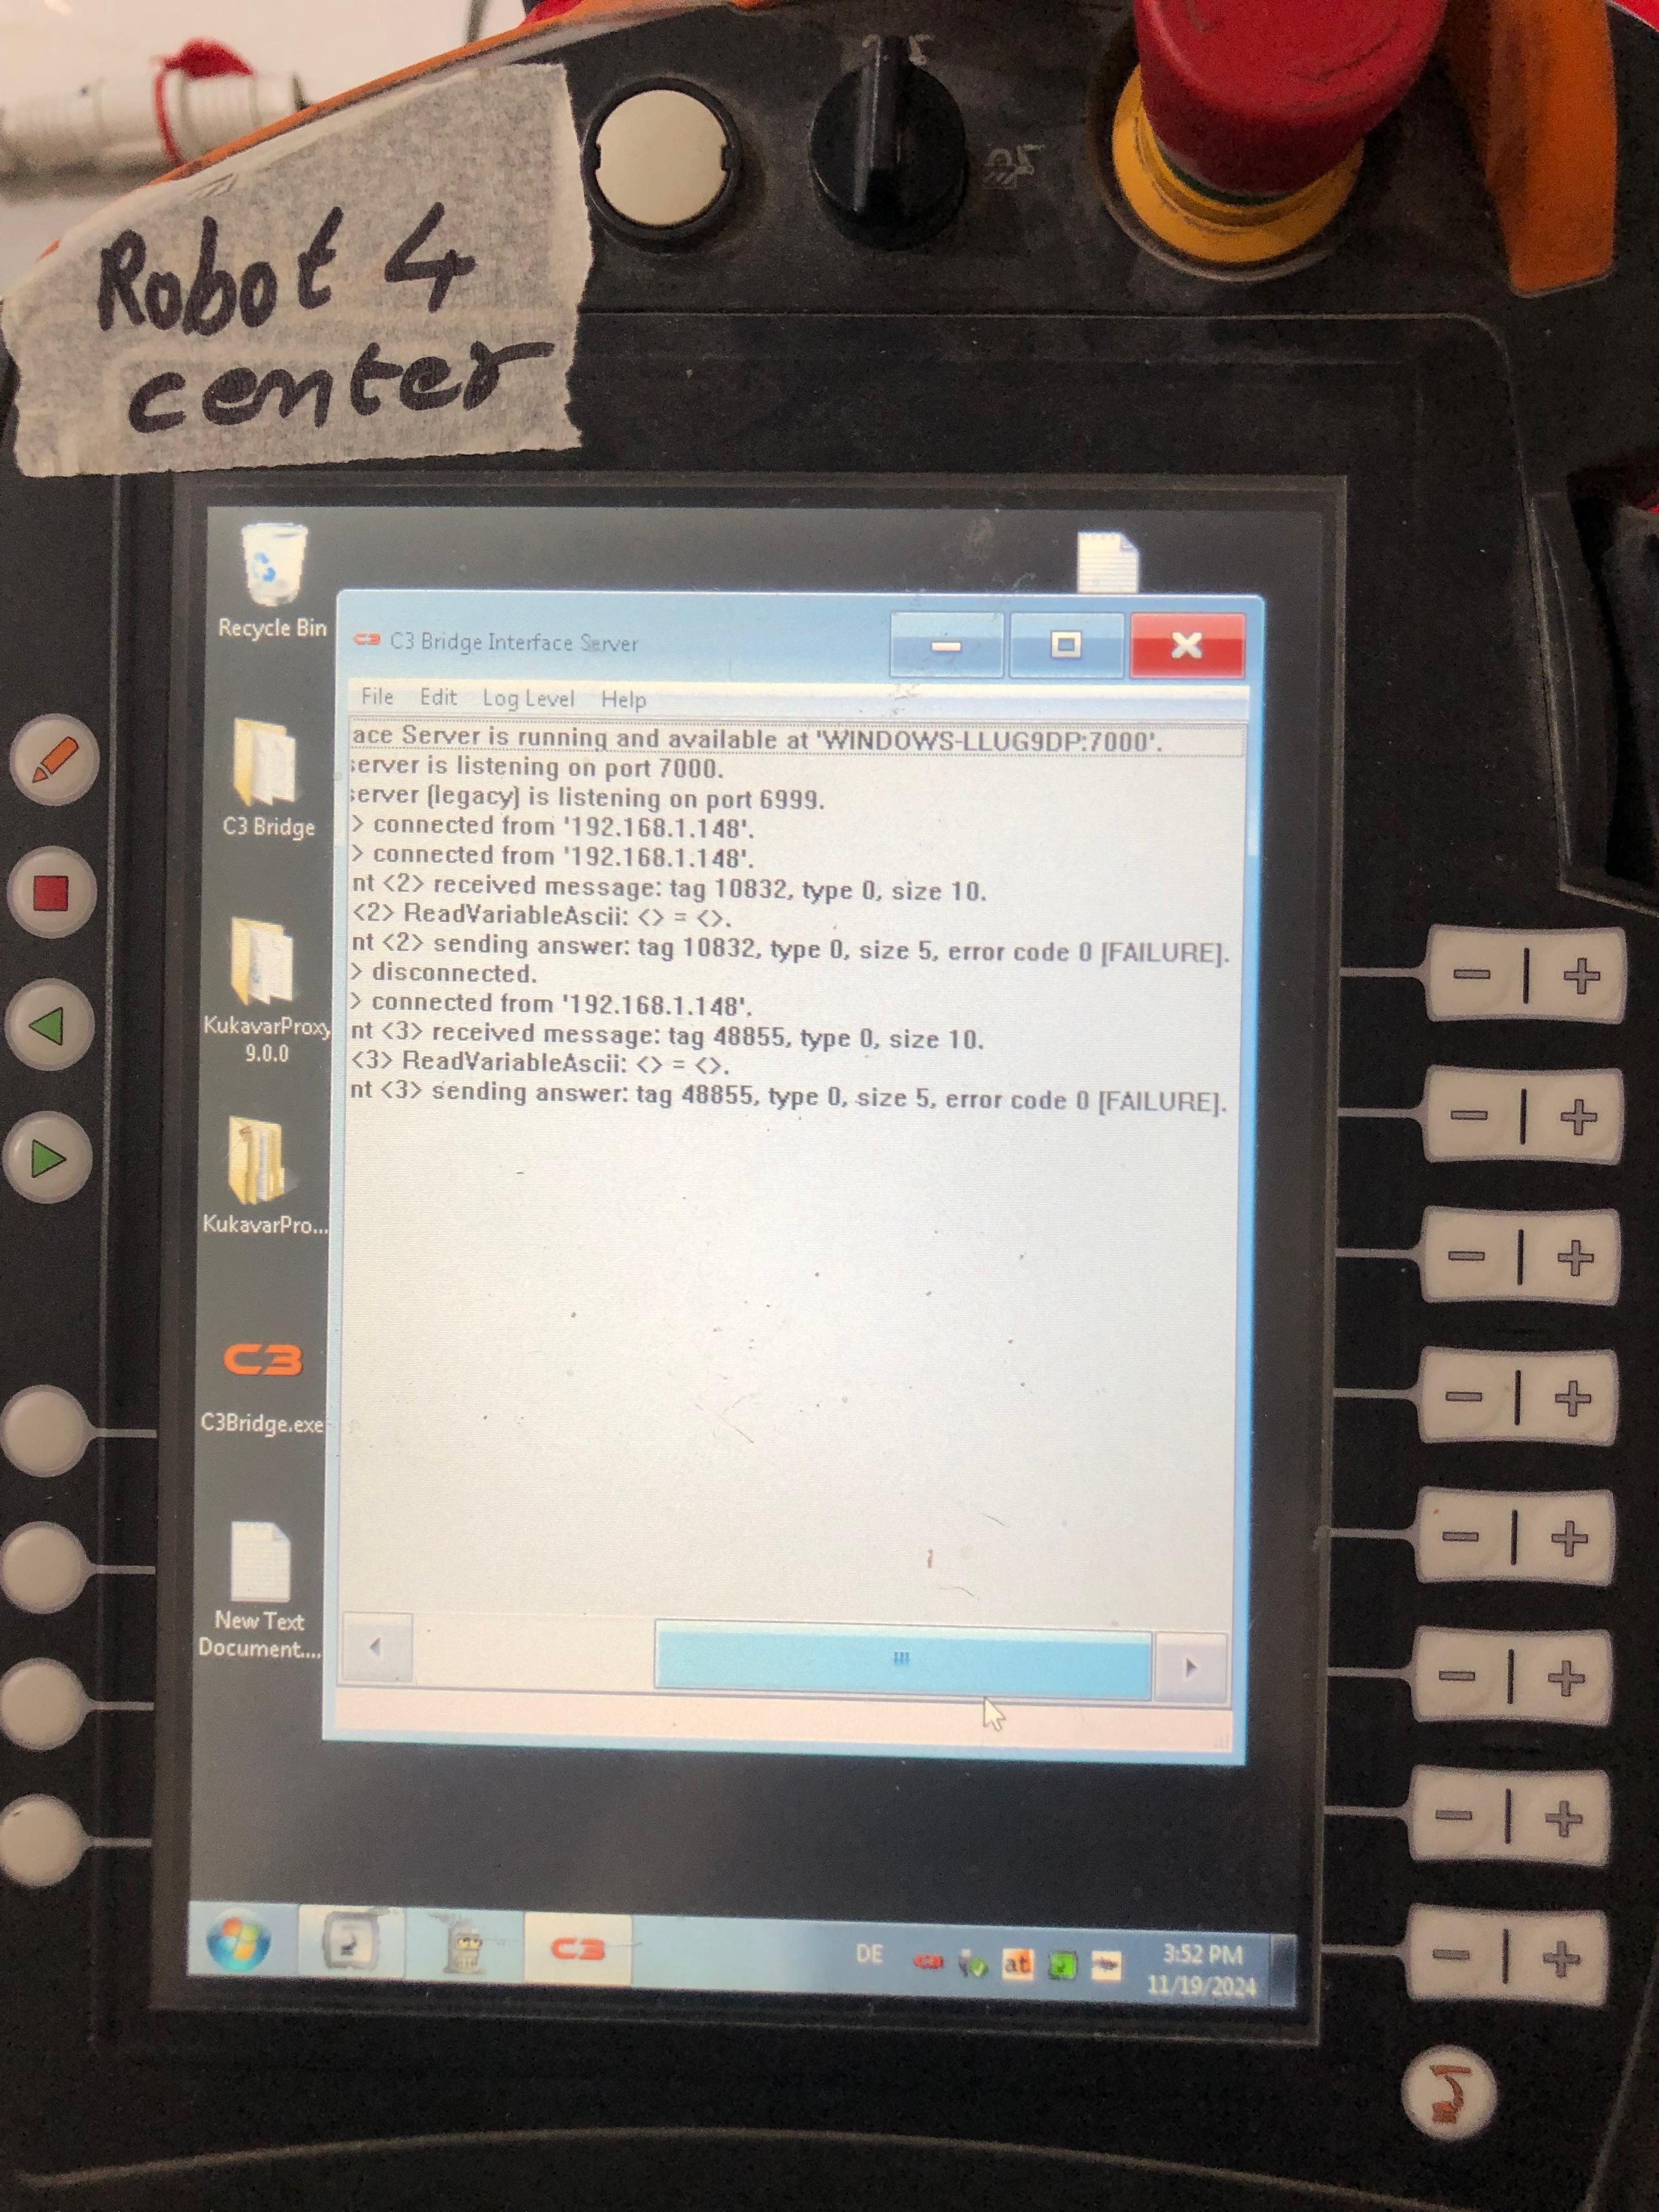 Robot 4
center
Recycle Bin
C3 Bridge Interface Server
File Edit Log Level Help
ace Server is running and available at 'WINDOWS-LLUG9DP:7000'.
server is listening on port 7000.
server (legacy) is listening on port 6999.
> connected from '192.168.1.148'.
> connected from '192.168.1.148'.
nt <2> received message: tag 10832, type 0, size 10.
<2> ReadVariableAscii: <> = <>.
nt <2> sending answer: tag 10832, type 0, size 5, error code 0 [FAILURE].
> disconnected.
> connected from '192.168.1.148'.
nt <3> received message: tag 48855, type 0, size 10.
<3> ReadVariableAscii: <> = <>.
nt <3> sending answer: tag 48855, type 0, size 5, error code 0 [FAILURE].
C3 Bridge
KukavarProxy
9.0.0
KukavarPro...
C3
C3Bridge.exe
New Text
Document....
C3
DE
at
3:52 PM
11/19/2024